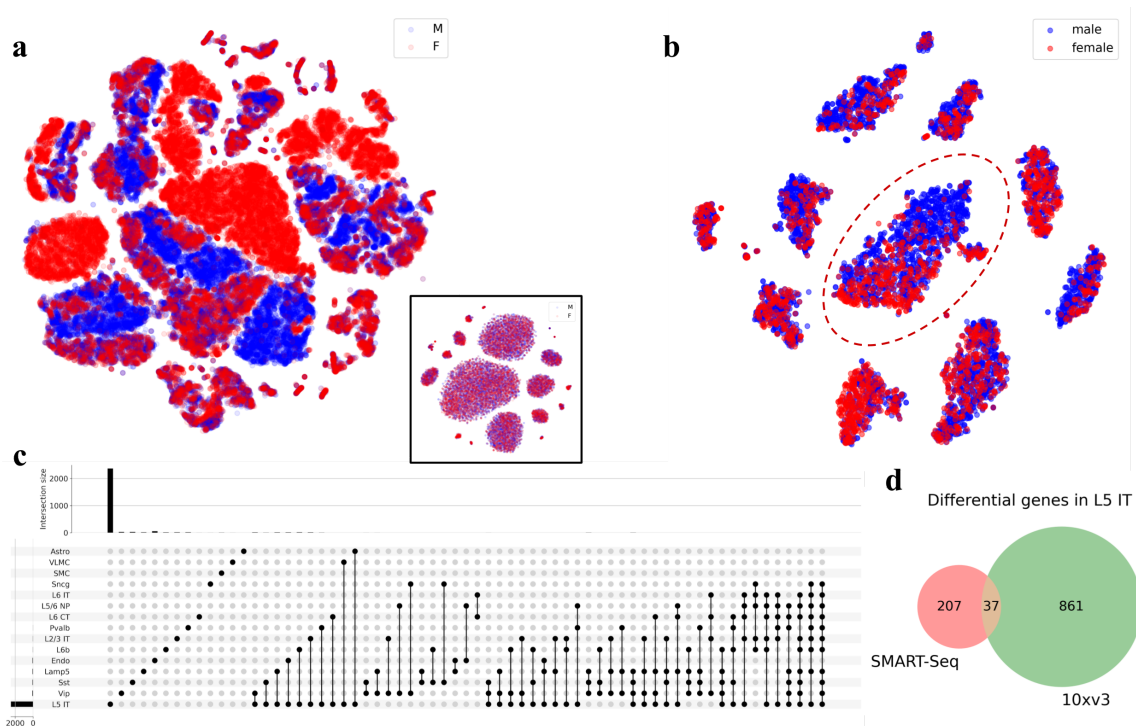 a
M
F
b
male
female
M
F
c
Intersection size
2000
1000
0
Astro
VLMC
SMC
Sncg
L6 IT
L5/6 NP
L6 CT
Pvalb
L2/3 IT
L6b
Endo
Lamp5
Sst
Vip
L5 IT
2000 0
d
Differential genes in L5 IT
207 37 861
SMART-Seq
10xv3